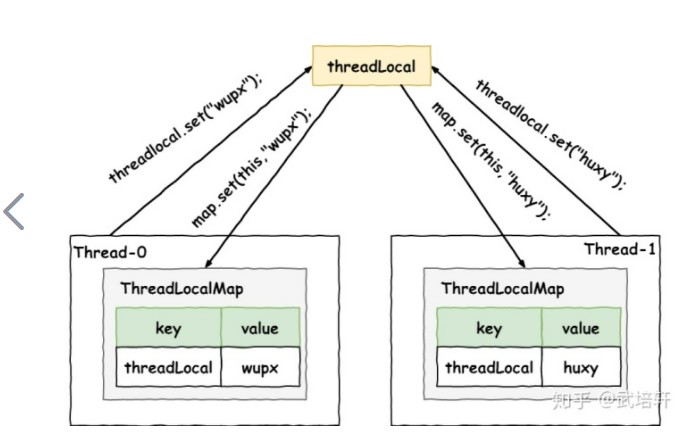 threadLocal
threadlocal.set("wupx");
map.set(this,"wupx");
map.set(this, "huxy");
threadlocal.set("huxy");
Thread-0
ThreadLocalMap
key value
threadLocal wupx
Thread-1
ThreadLocalMap
key value
threadLocal huxy
知乎 @武培轩